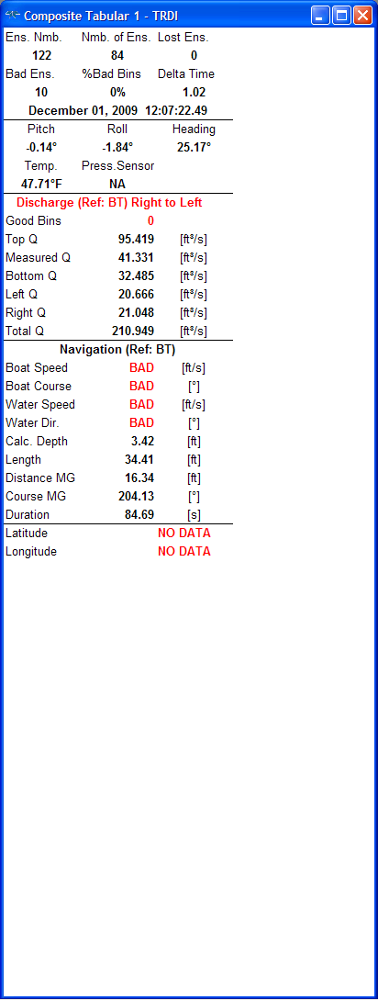 Composite Tabular 1 - TRDI
Ens. Nmb. Nmb. of Ens. Lost Ens.
122 84 0
Bad Ens. %Bad Bins Delta Time
10 0% 1.02
December 01, 2009 12:07:22.49
Pitch Roll Heading
-0.14° -1.84° 25.17°
Temp. Press.Sensor
47.71°F NA
Discharge (Ref: BT) Right to Left
Good Bins 0
Top Q 95.419 [ft³/s]
Measured Q 41.331 [ft³/s]
Bottom Q 32.485 [ft³/s]
Left Q 20.666 [ft³/s]
Right Q 21.048 [ft³/s]
Total Q 210.949 [ft³/s]
Navigation (Ref: BT)
Boat Speed BAD [ft/s]
Boat Course BAD [°]
Water Speed BAD [ft/s]
Water Dir. BAD [°]
Calc. Depth 3.42 [ft]
Length 34.41 [ft]
Distance MG 16.34 [ft]
Course MG 204.13 [°]
Duration 84.69 [s]
Latitude NO DATA
Longitude NO DATA